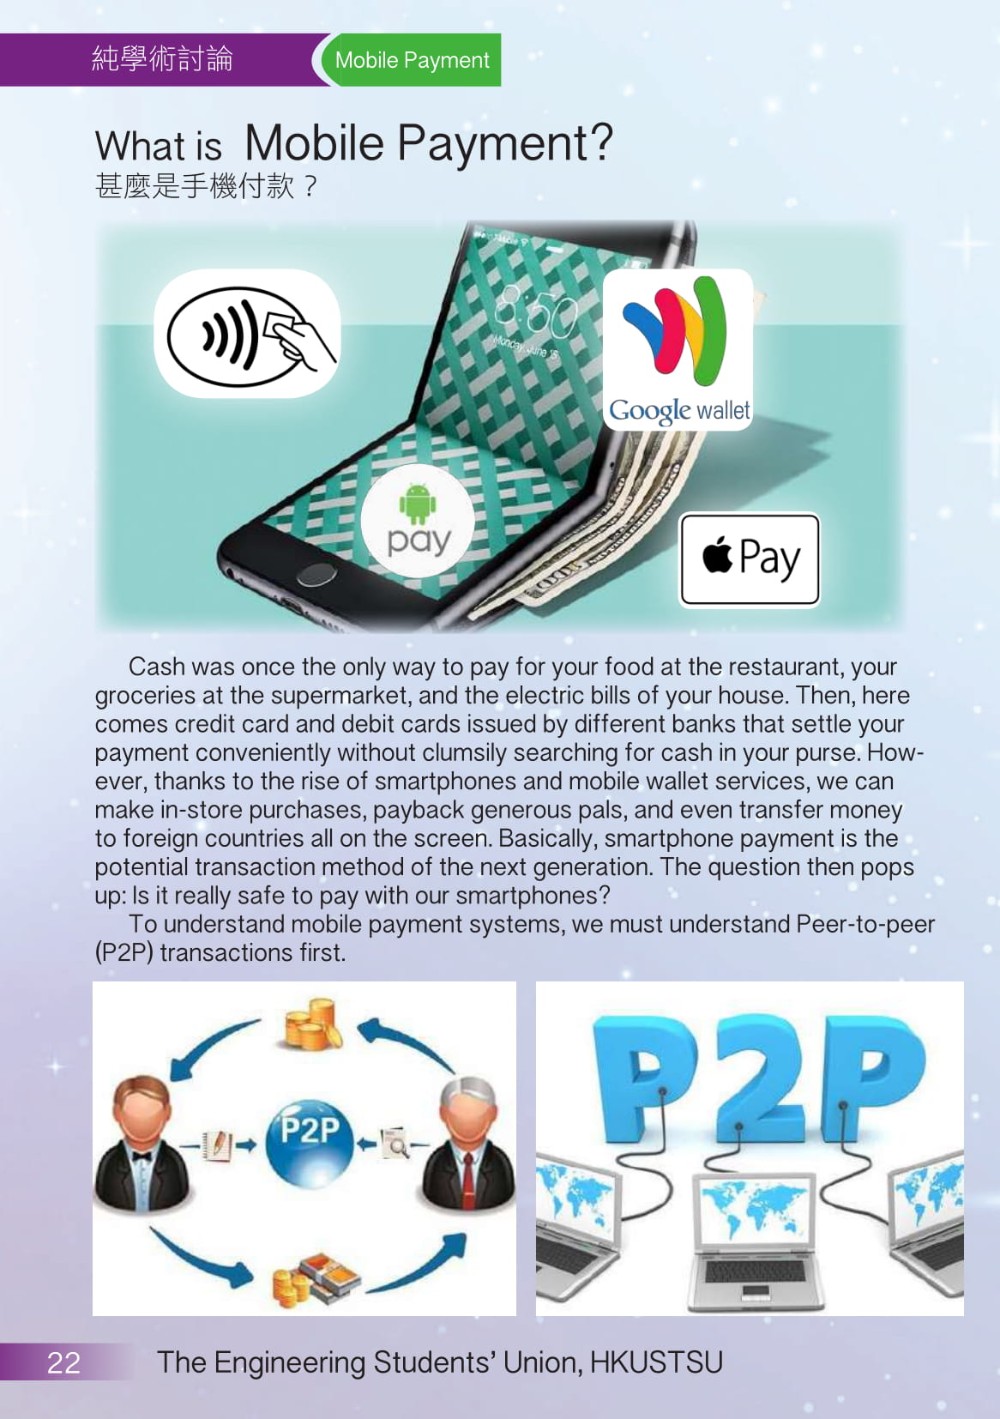 純學術討論
Mobile Payment
What is Mobile Payment?
甚麼是手機付款 ?
8:50
Monday, June 15
Google wallet
pay
Pay
Cash was once the only way to pay for your food at the restaurant, your
groceries at the supermarket, and the electric bills of your house. Then, here
comes credit card and debit cards issued by different banks that settle your
payment conveniently without clumsily searching for cash in your purse. How-
ever, thanks to the rise of smartphones and mobile wallet services, we can
make in-store purchases, payback generous pals, and even transfer money
to foreign countries all on the screen. Basically, smartphone payment is the
potential transaction method of the next generation. The question then pops
up: Is it really safe to pay with our smartphones?
To understand mobile payment systems, we must understand Peer-to-peer
(P2P) transactions first.
P2P
P2P
22
The Engineering Students’ Union, HKUSTSU